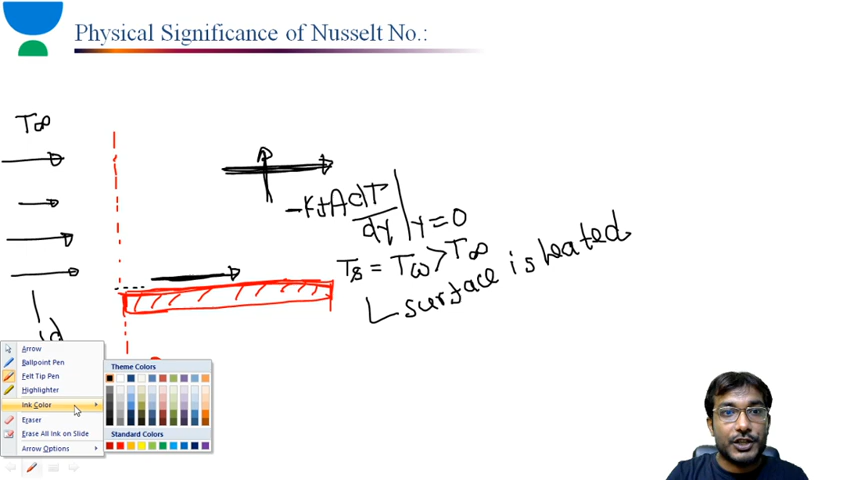 Physical Significance of Nusselt No.:
T∞
-KfA dT/dy | y=0
Ts = Tw > T∞
surface is heated
Arrow
Ballpoint Pen
Felt Tip Pen
Highlighter
Ink Color
Eraser
Erase All Ink on Slide
Arrow Options
Theme Colors
Standard Colors